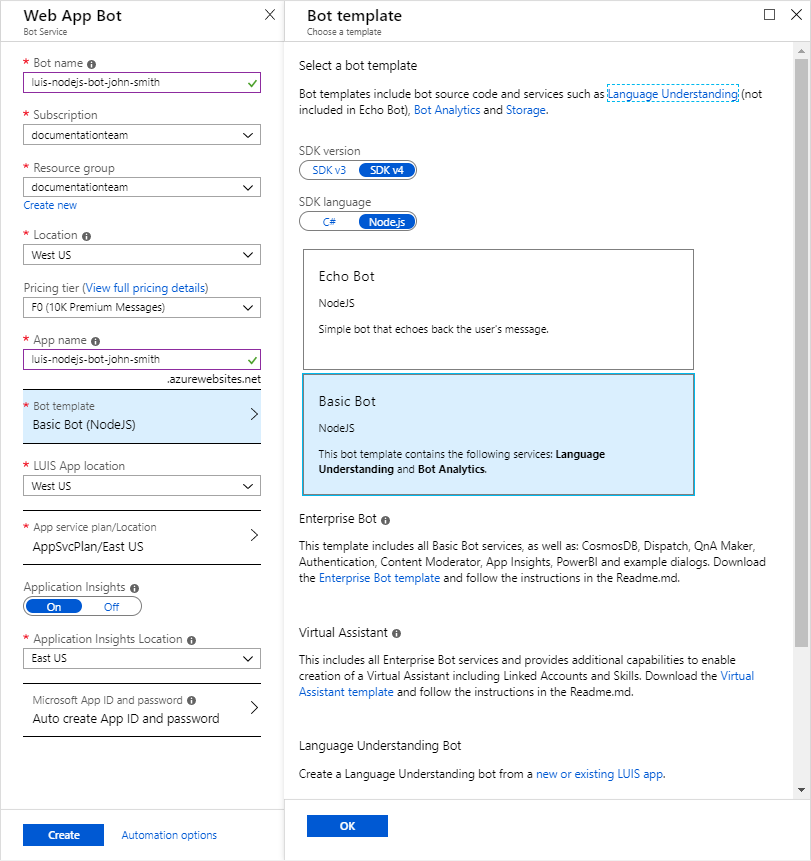 Web App Bot
Bot Service
* Bot name
luis-nodejs-bot-john-smith
* Subscription
documentationteam
* Resource group
documentationteam
Create new
* Location
West US
Pricing tier (View full pricing details)
F0 (10K Premium Messages)
* App name
luis-nodejs-bot-john-smith
.azurewebsites.net
* Bot template
Basic Bot (NodeJS)
* LUIS App location
West US
* App service plan/Location
AppSvcPlan/East US
Application Insights
On Off
* Application Insights Location
East US
Microsoft App ID and password
Auto create App ID and password
Create Automation options
Bot template
Choose a template
Select a bot template
Bot templates include bot source code and services such as Language Understanding (not
included in Echo Bot), Bot Analytics and Storage.
SDK version
SDK v3 SDK v4
SDK language
C# Node.js
Echo Bot
NodeJS
Simple bot that echoes back the user's message.
Basic Bot
NodeJS
This bot template contains the following services: Language
Understanding and Bot Analytics.
Enterprise Bot
This template includes all Basic Bot services, as well as: CosmosDB, Dispatch, QnA Maker,
Authentication, Content Moderator, App Insights, PowerBI and example dialogs. Download
the Enterprise Bot template and follow the instructions in the Readme.md.
Virtual Assistant
This includes all Enterprise Bot services and provides additional capabilities to enable
creation of a Virtual Assistant including Linked Accounts and Skills. Download the Virtual
Assistant template and follow the instructions in the Readme.md.
Language Understanding Bot
Create a Language Understanding bot from a new or existing LUIS app.
OK